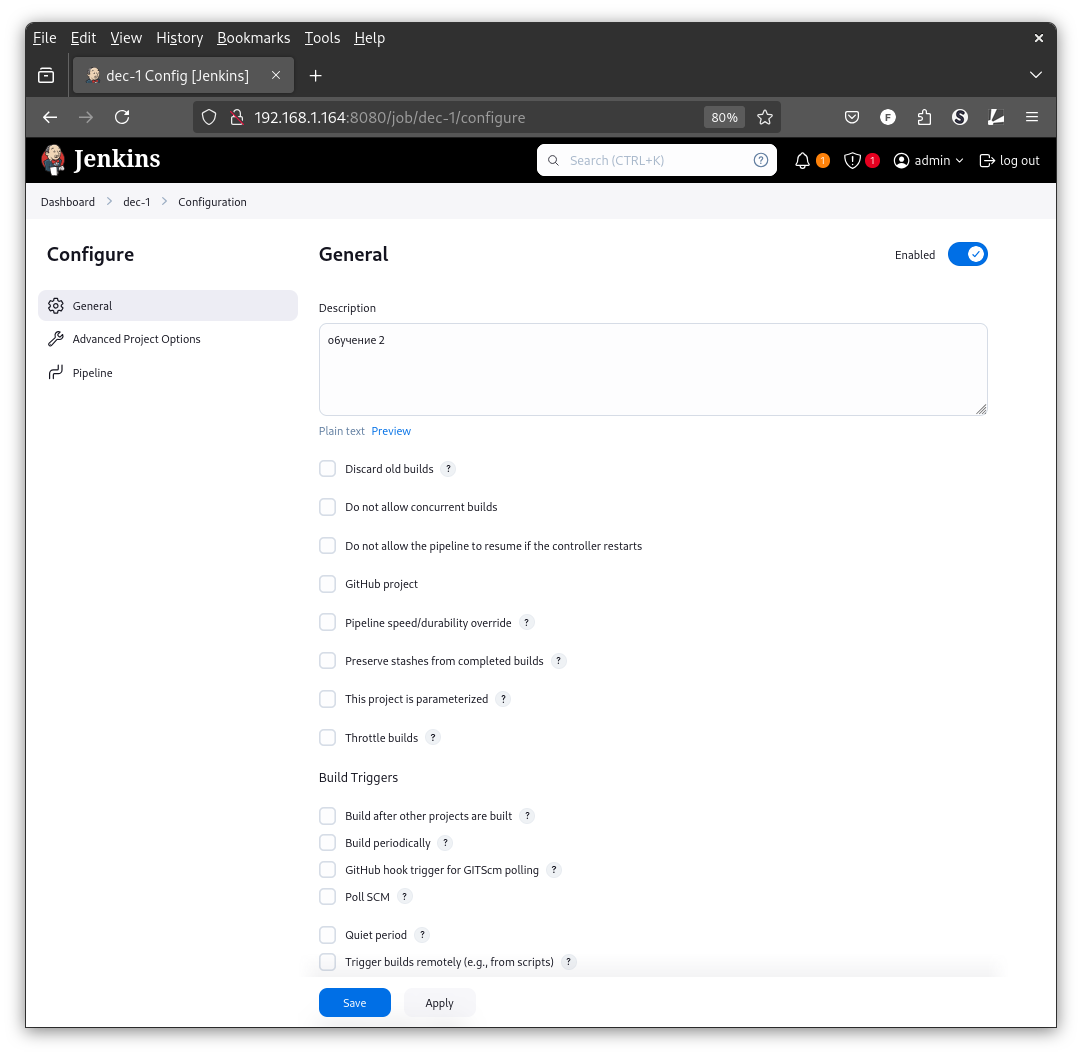 File Edit View History Bookmarks Tools Help
dec-1 Config [Jenkins]
192.168.1.164:8080/job/dec-1/configure 80%
Jenkins Search (CTRL+K) ? 1 1 admin log out
Dashboard dec-1 Configuration
Configure
General
Advanced Project Options
Pipeline
General Enabled
Description
обучение 2
Plain text Preview
Discard old builds ?
Do not allow concurrent builds
Do not allow the pipeline to resume if the controller restarts
GitHub project
Pipeline speed/durability override ?
Preserve stashes from completed builds ?
This project is parameterized ?
Throttle builds ?
Build Triggers
Build after other projects are built ?
Build periodically ?
GitHub hook trigger for GITScm polling ?
Poll SCM ?
Quiet period ?
Trigger builds remotely (e.g., from scripts) ?
Save Apply